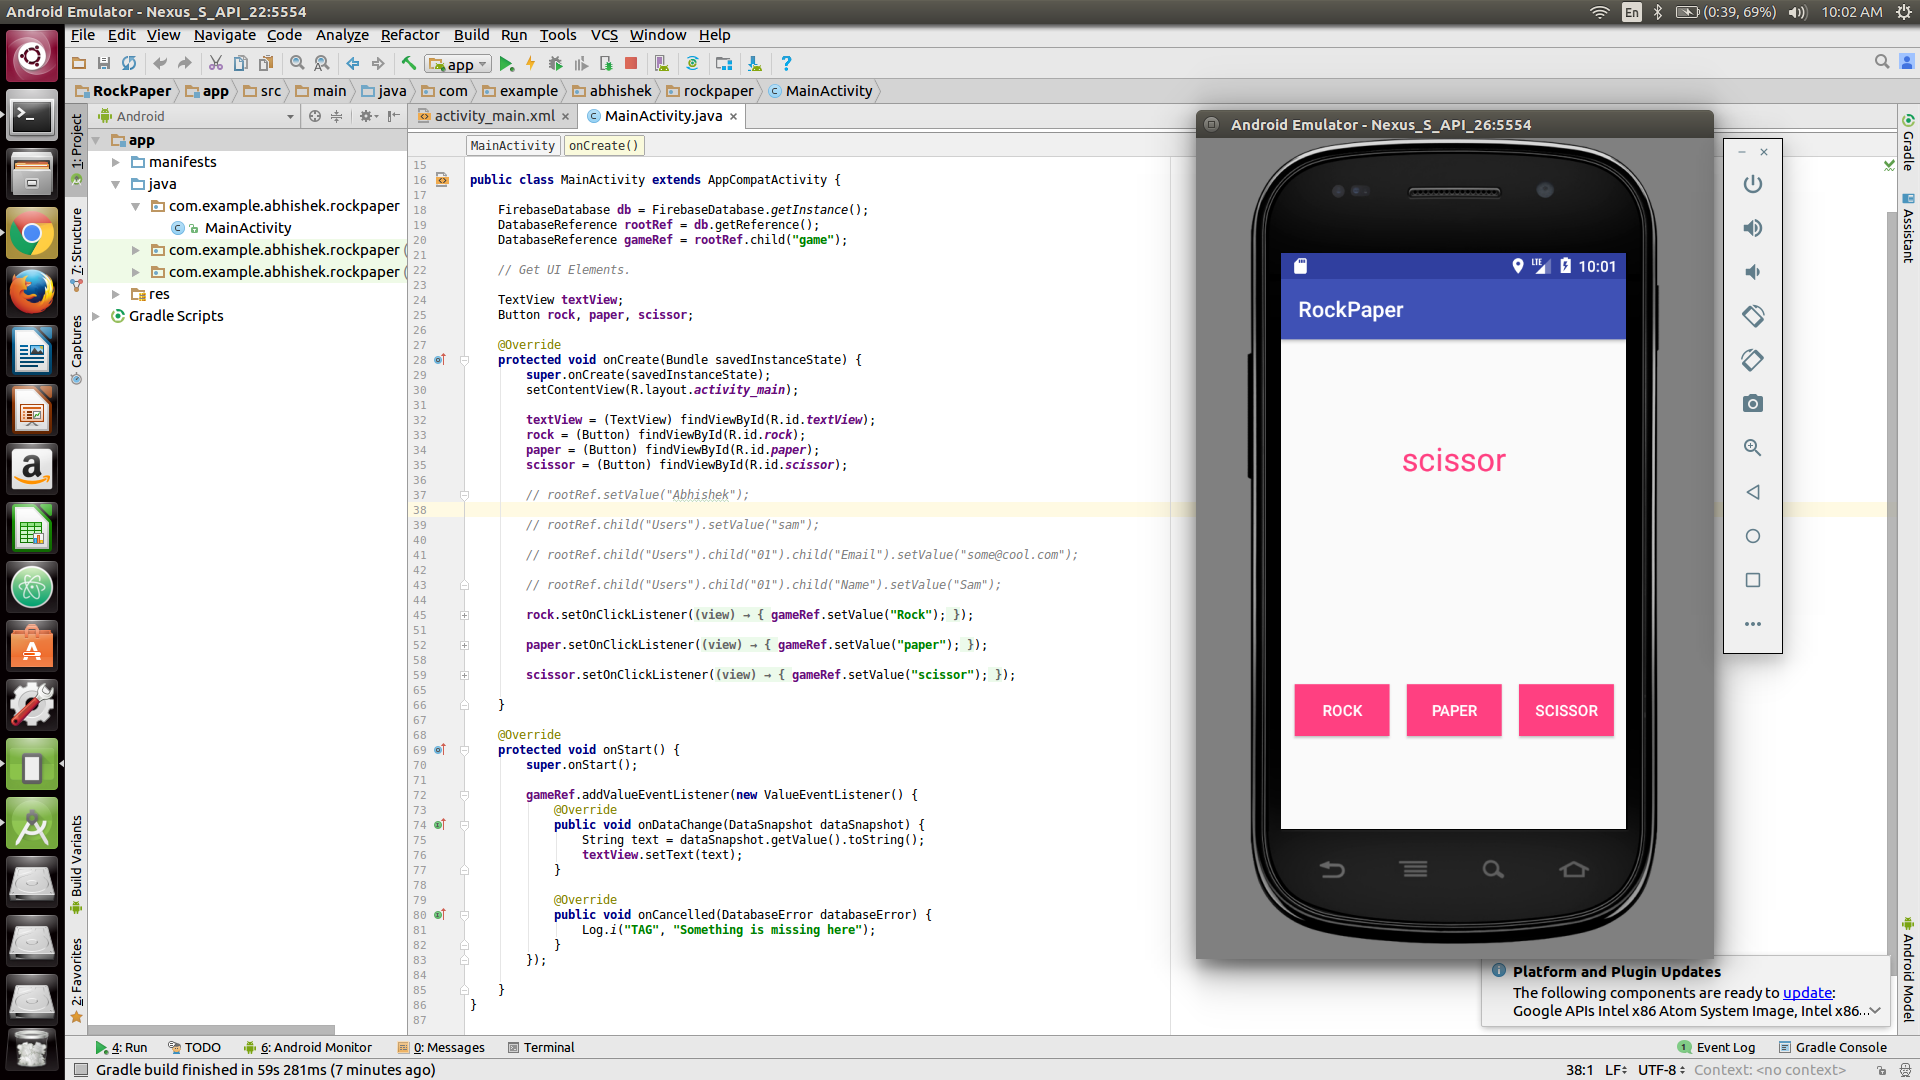 Android Emulator - Nexus_S_API_22:5554
En
(0:39, 69%)
10:02 AM
File Edit View Navigate Code Analyze Refactor Build Run Tools VCS Window Help
app
RockPaper app src main java com example abhishek rockpaper MainActivity
Android
activity_main.xml
MainActivity.java
1: Project
7: Structure
Captures
Build Variants
2: Favorites
app
manifests
java
com.example.abhishek.rockpaper
MainActivity
com.example.abhishek.rockpaper (
com.example.abhishek.rockpaper (
res
Gradle Scripts
MainActivity onCreate()
15
16 public class MainActivity extends AppCompatActivity {
17
18 FirebaseDatabase db = FirebaseDatabase.getInstance();
19 DatabaseReference rootRef = db.getReference();
20 DatabaseReference gameRef = rootRef.child("game");
21
22 // Get UI Elements.
23
24 TextView textView;
25 Button rock, paper, scissor;
26
27 @Override
28 protected void onCreate(Bundle savedInstanceState) {
29 super.onCreate(savedInstanceState);
30 setContentView(R.layout.activity_main);
31
32 textView = (TextView) findViewById(R.id.textView);
33 rock = (Button) findViewById(R.id.rock);
34 paper = (Button) findViewById(R.id.paper);
35 scissor = (Button) findViewById(R.id.scissor);
36
37 // rootRef.setValue("Abhishek");
38
39 // rootRef.child("Users").setValue("sam");
40
41 // rootRef.child("Users").child("01").child("Email").setValue("some@cool.com");
42
43 // rootRef.child("Users").child("01").child("Name").setValue("Sam");
44
45 rock.setOnClickListener((view) → { gameRef.setValue("Rock"); });
51
52 paper.setOnClickListener((view) → { gameRef.setValue("paper"); });
58
59 scissor.setOnClickListener((view) → { gameRef.setValue("scissor"); });
65
66 }
67
68 @Override
69 protected void onStart() {
70 super.onStart();
71
72 gameRef.addValueEventListener(new ValueEventListener() {
73 @Override
74 public void onDataChange(DataSnapshot dataSnapshot) {
75 String text = dataSnapshot.getValue().toString();
76 textView.setText(text);
77 }
78
79 @Override
80 public void onCancelled(DatabaseError databaseError) {
81 Log.i("TAG", "Something is missing here");
82 }
83 });
84
85 }
86 }
87
Android Emulator - Nexus_S_API_26:5554
LTE
10:01
RockPaper
scissor
ROCK PAPER SCISSOR
Gradle
Assistant
Android Model
Platform and Plugin Updates
The following components are ready to update:
Google APIs Intel x86 Atom System Image, Intel x86...
4: Run TODO 6: Android Monitor 0: Messages Terminal
1 Event Log Gradle Console
Gradle build finished in 59s 281ms (7 minutes ago)
38:1 LF UTF-8 Context: <no context>